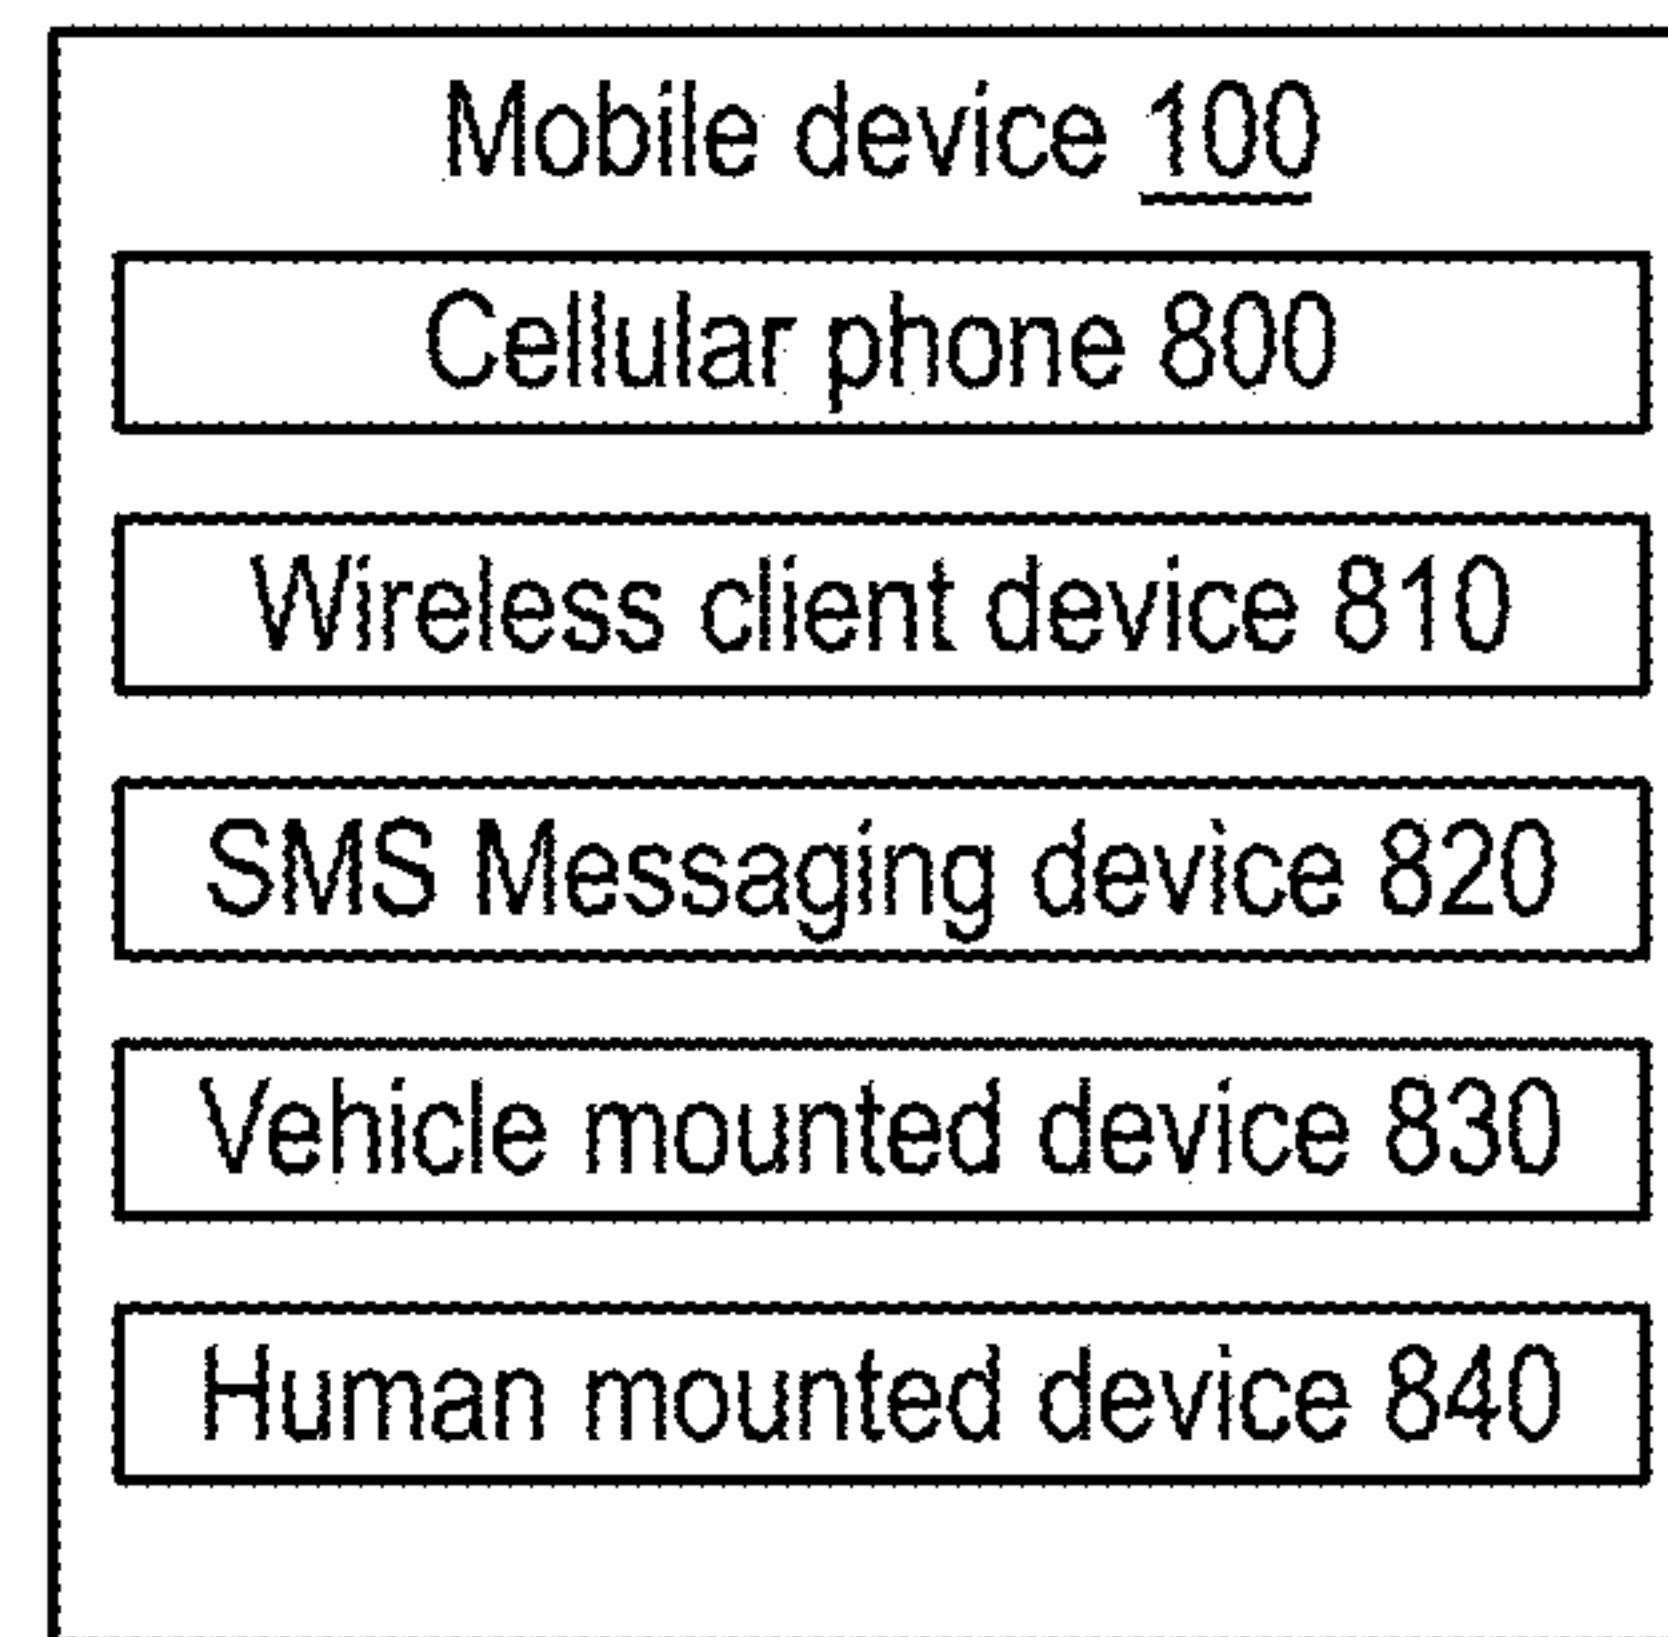 Mobile device 100
Cellular phone 800
Wireless client device 810
SMS Messaging device 820
Vehicle mounted device 830
Human mounted device 840